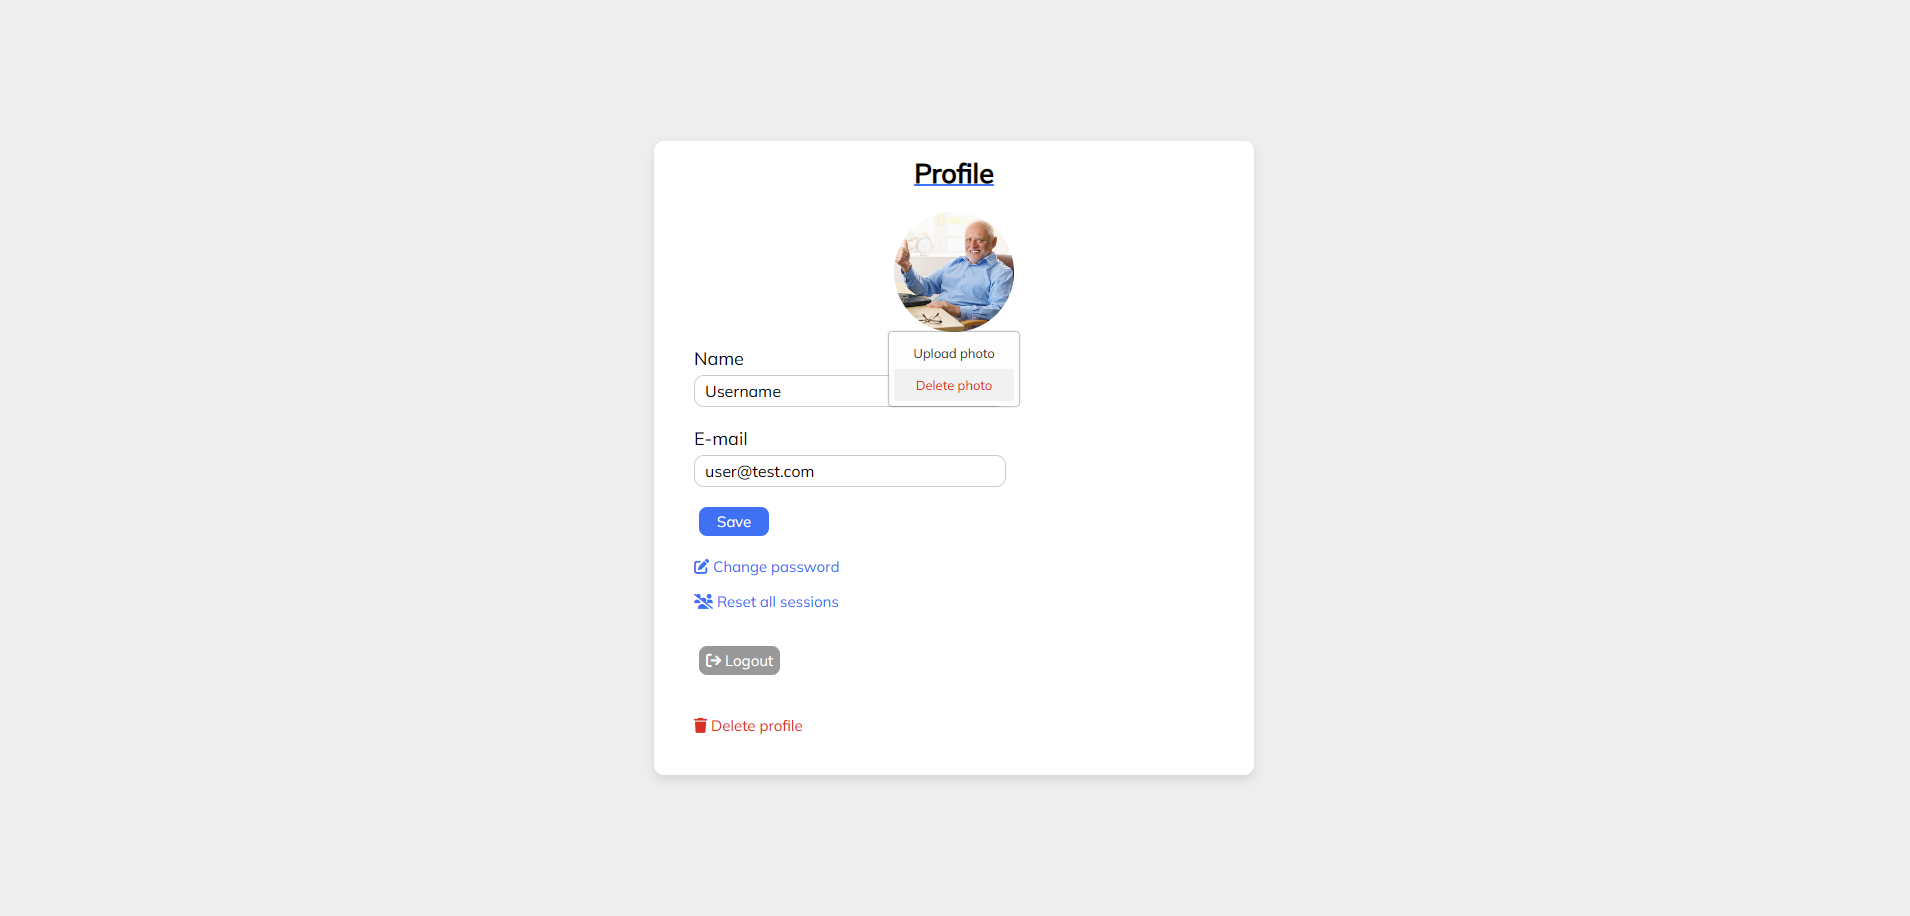 Profile
Upload photo
Delete photo
Name
Username
E-mail
user@test.com
Save
Change password
Reset all sessions
Logout
Delete profile